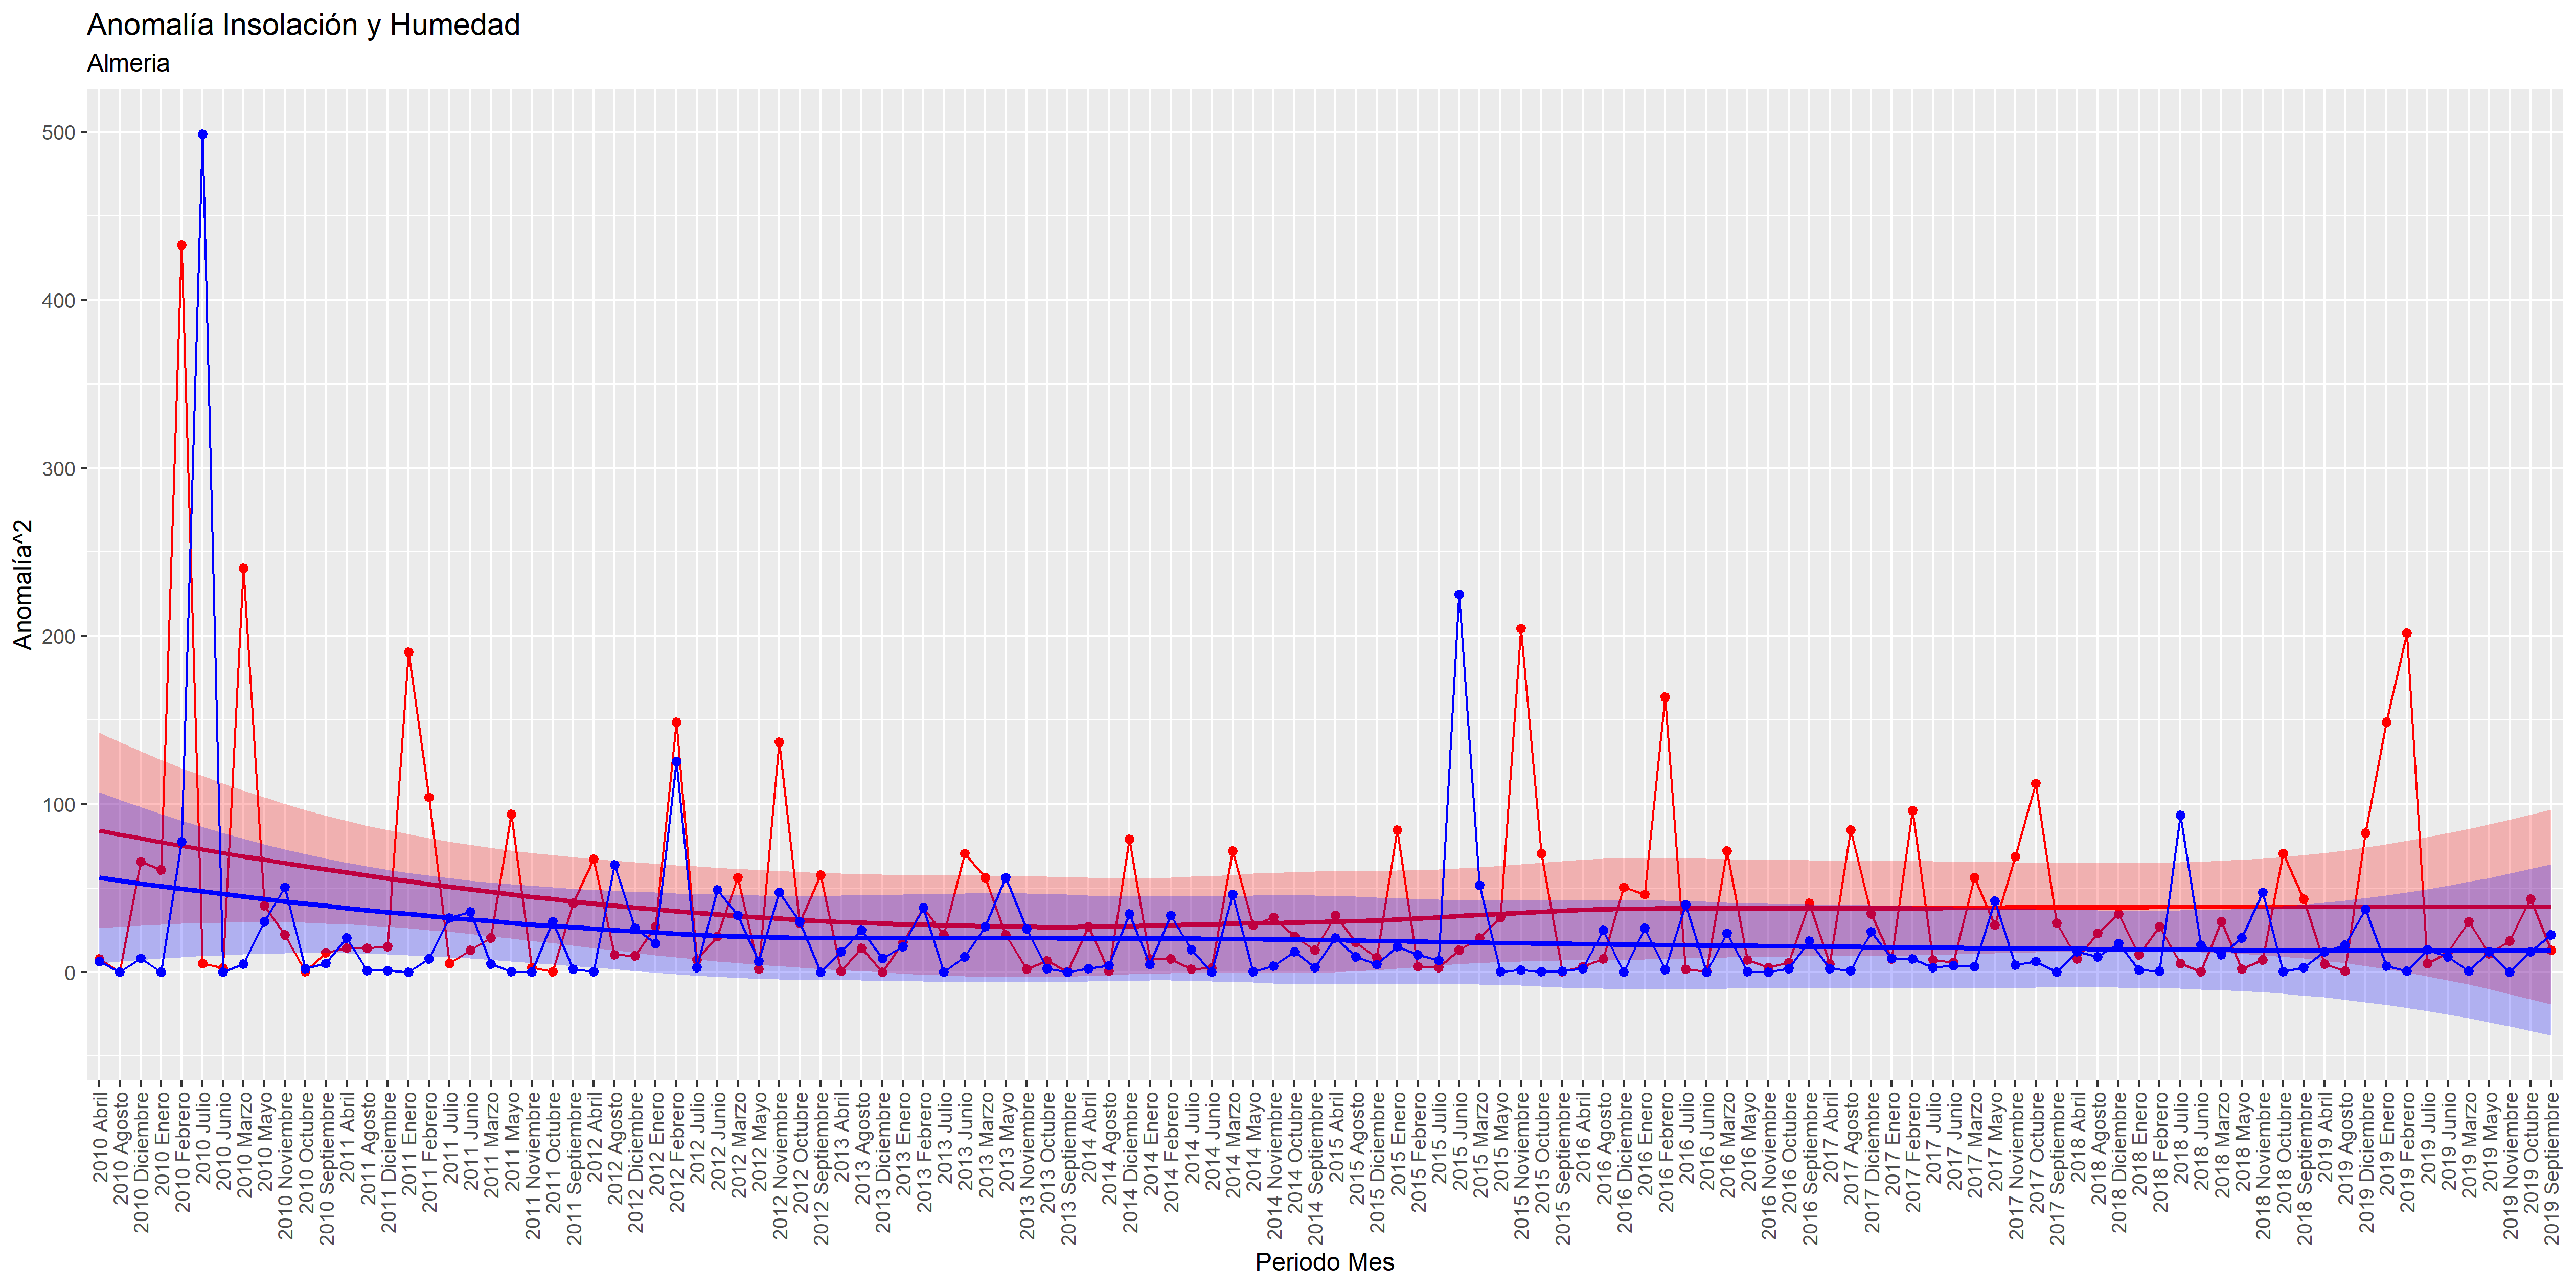 Anomalía Insolación y Humedad
Almeria
Anomalía^2
500
400
300
200
100
0
2010 Abril
2010 Agosto
2010 Diciembre
2010 Enero
2010 Febrero
2010 Julio
2010 Junio
2010 Marzo
2010 Mayo
2010 Noviembre
2010 Octubre
2010 Septiembre
2011 Abril
2011 Agosto
2011 Diciembre
2011 Enero
2011 Febrero
2011 Julio
2011 Junio
2011 Marzo
2011 Mayo
2011 Noviembre
2011 Octubre
2011 Septiembre
2012 Abril
2012 Agosto
2012 Diciembre
2012 Enero
2012 Febrero
2012 Julio
2012 Junio
2012 Marzo
2012 Mayo
2012 Noviembre
2012 Octubre
2012 Septiembre
2013 Abril
2013 Agosto
2013 Diciembre
2013 Enero
2013 Febrero
2013 Julio
2013 Junio
2013 Marzo
2013 Mayo
2013 Noviembre
2013 Octubre
2013 Septiembre
2014 Abril
2014 Agosto
2014 Diciembre
2014 Enero
2014 Febrero
2014 Julio
2014 Junio
2014 Marzo
2014 Mayo
2014 Noviembre
2014 Octubre
2014 Septiembre
2015 Abril
2015 Agosto
2015 Diciembre
2015 Enero
2015 Febrero
2015 Julio
2015 Junio
2015 Marzo
2015 Mayo
2015 Noviembre
2015 Octubre
2015 Septiembre
2016 Abril
2016 Agosto
2016 Diciembre
2016 Enero
2016 Febrero
2016 Julio
2016 Junio
2016 Marzo
2016 Mayo
2016 Noviembre
2016 Octubre
2016 Septiembre
2017 Abril
2017 Agosto
2017 Diciembre
2017 Enero
2017 Febrero
2017 Julio
2017 Junio
2017 Marzo
2017 Mayo
2017 Noviembre
2017 Octubre
2017 Septiembre
2018 Abril
2018 Agosto
2018 Diciembre
2018 Enero
2018 Febrero
2018 Julio
2018 Junio
2018 Marzo
2018 Mayo
2018 Noviembre
2018 Octubre
2018 Septiembre
2019 Abril
2019 Agosto
2019 Diciembre
2019 Enero
2019 Febrero
2019 Julio
2019 Junio
2019 Marzo
2019 Mayo
2019 Noviembre
2019 Octubre
2019 Septiembre
Periodo Mes